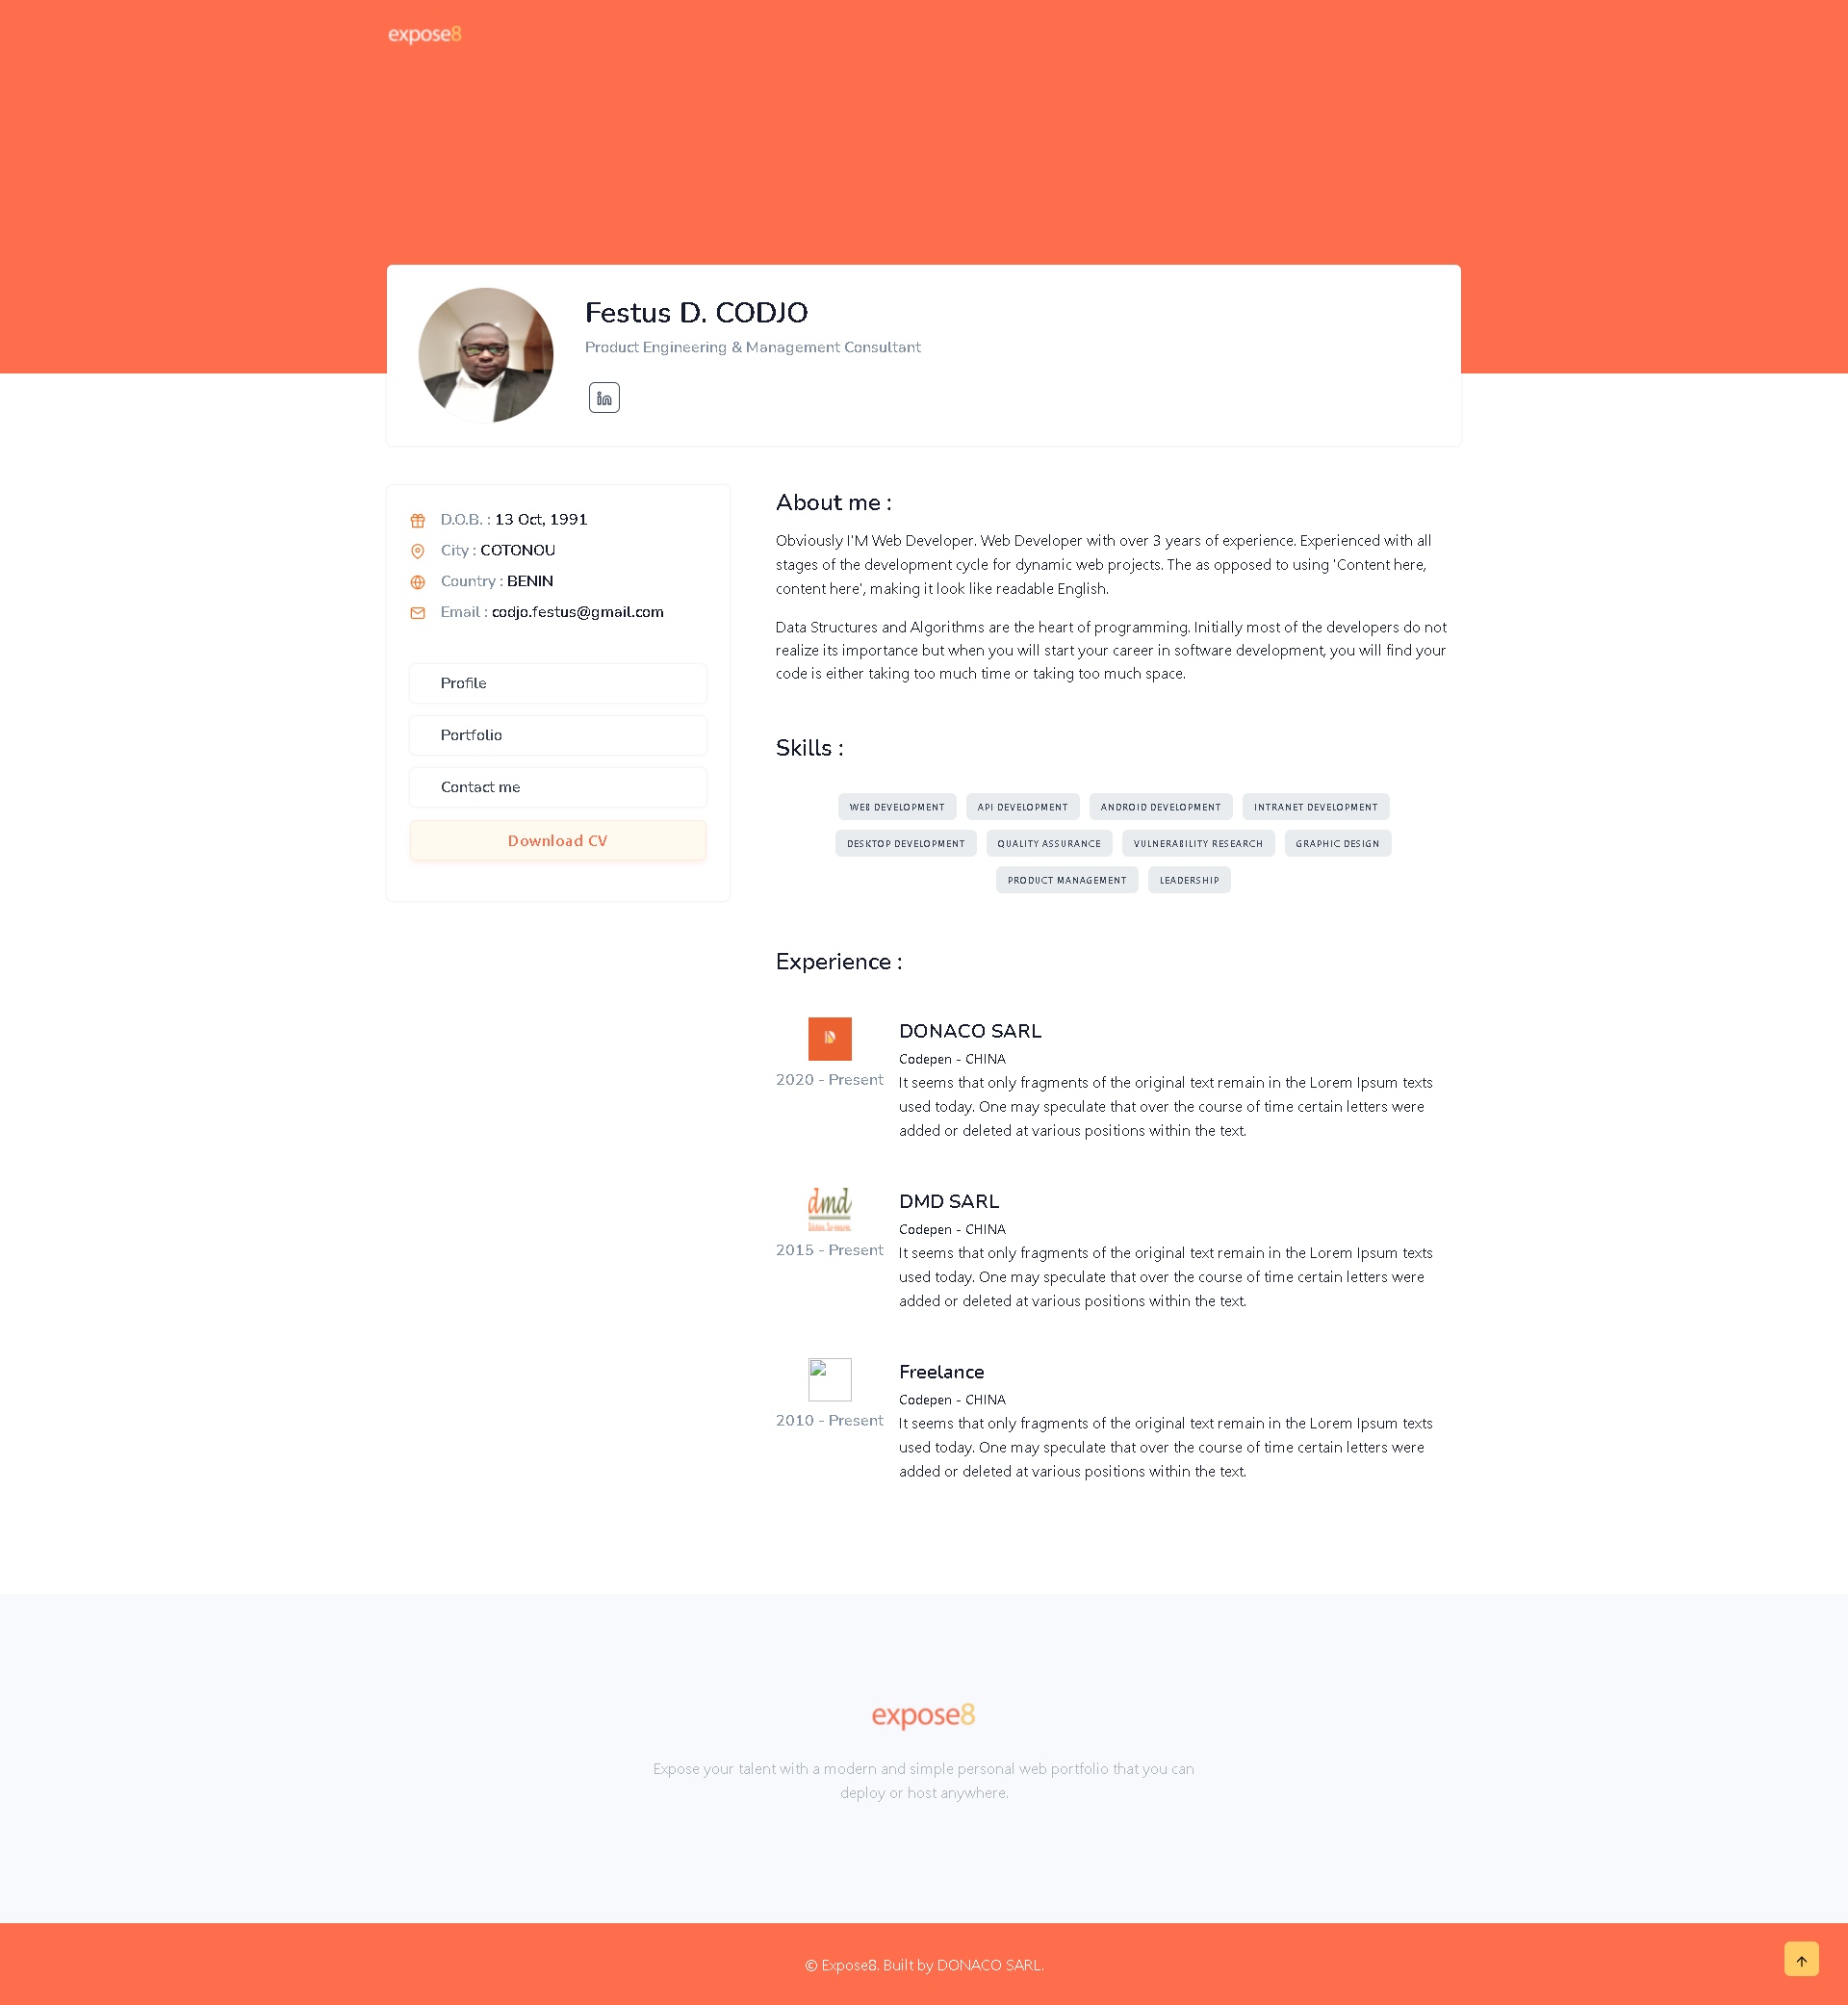 expose8
Festus D. CODJO
Product Engineering & Management Consultant
D.O.B. : 13 Oct, 1991
City : COTONOU
Country : BENIN
Email : codjo.festus@gmail.com
Profile
Portfolio
Contact me
Download CV
About me :
Obviously I'M Web Developer. Web Developer with over 3 years of experience. Experienced with all
stages of the development cycle for dynamic web projects. The as opposed to using 'Content here,
content here', making it look like readable English.
Data Structures and Algorithms are the heart of programming. Initially most of the developers do not
realize its importance but when you will start your career in software development, you will find your
code is either taking too much time or taking too much space.
Skills :
WEB DEVELOPMENT API DEVELOPMENT ANDROID DEVELOPMENT INTRANET DEVELOPMENT
DESKTOP DEVELOPMENT QUALITY ASSURANCE VULNERABILITY RESEARCH GRAPHIC DESIGN
PRODUCT MANAGEMENT LEADERSHIP
Experience :
D
2020 - Present
DONACO SARL
Codepen - CHINA
It seems that only fragments of the original text remain in the Lorem Ipsum texts
used today. One may speculate that over the course of time certain letters were
added or deleted at various positions within the text.
dmd
2015 - Present
DMD SARL
Codepen - CHINA
It seems that only fragments of the original text remain in the Lorem Ipsum texts
used today. One may speculate that over the course of time certain letters were
added or deleted at various positions within the text.
2010 - Present
Freelance
Codepen - CHINA
It seems that only fragments of the original text remain in the Lorem Ipsum texts
used today. One may speculate that over the course of time certain letters were
added or deleted at various positions within the text.
expose8
Expose your talent with a modern and simple personal web portfolio that you can
deploy or host anywhere.
© Expose8. Built by DONACO SARL.